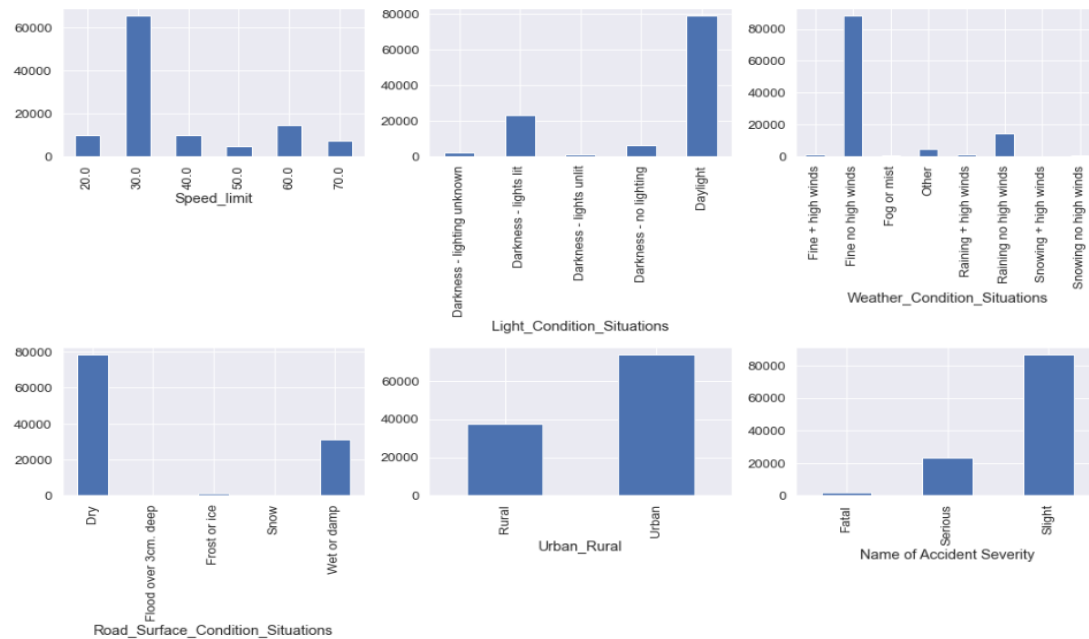 60000
40000
20000
0
20.0
30.0
40.0
50.0
60.0
70.0
Speed_limit
80000
60000
40000
20000
0
Darkness - lighting unknown
Darkness - lights lit
Darkness - lights unlit
Darkness - no lighting
Daylight
Light_Condition_Situations
80000
60000
40000
20000
0
Fine + high winds
Fine no high winds
Fog or mist
Other
Raining + high winds
Raining no high winds
Snowing + high winds
Snowing no high winds
Weather_Condition_Situations
80000
60000
40000
20000
0
Dry
Flood over 3cm. deep
Frost or ice
Snow
Wet or damp
Road_Surface_Condition_Situations
60000
40000
20000
0
Rural
Urban
Urban_Rural
80000
60000
40000
20000
0
Fatal
Serious
Slight
Name of Accident Severity